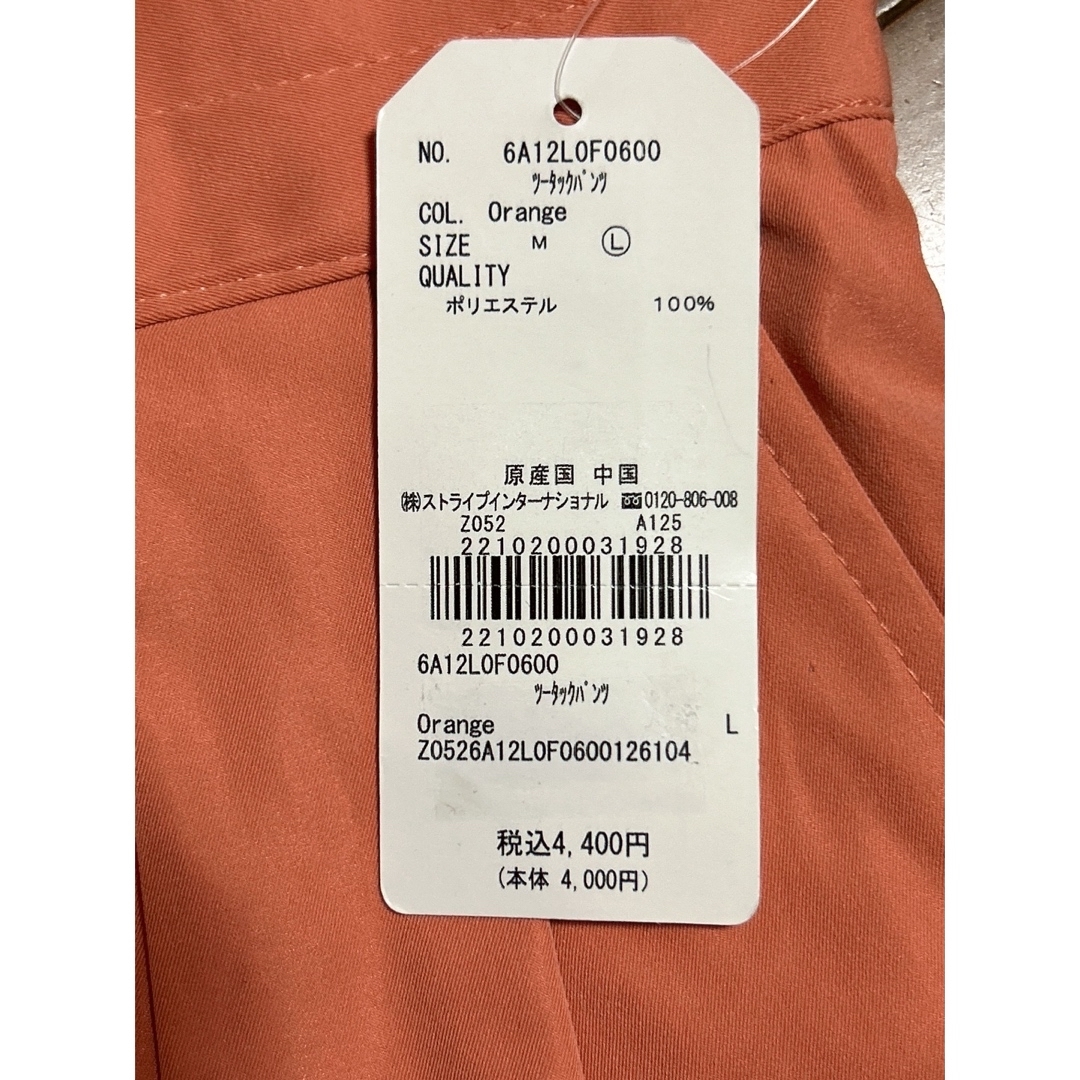 NO. 6A12L0F0600
ﾂｰﾀｯｸﾊﾟﾝﾂ
COL. Orange
SIZE M Ⓛ
QUALITY
ポリエステル 100%
原産国 中国
㈱ストライプインターナショナル 0120-806-008
Z052 A125
2210200031928
2210200031928
6A12L0F0600
ﾂｰﾀｯｸﾊﾟﾝﾂ
Orange L
Z0526A12L0F0600126104
税込4,400円
(本体 4,000円)